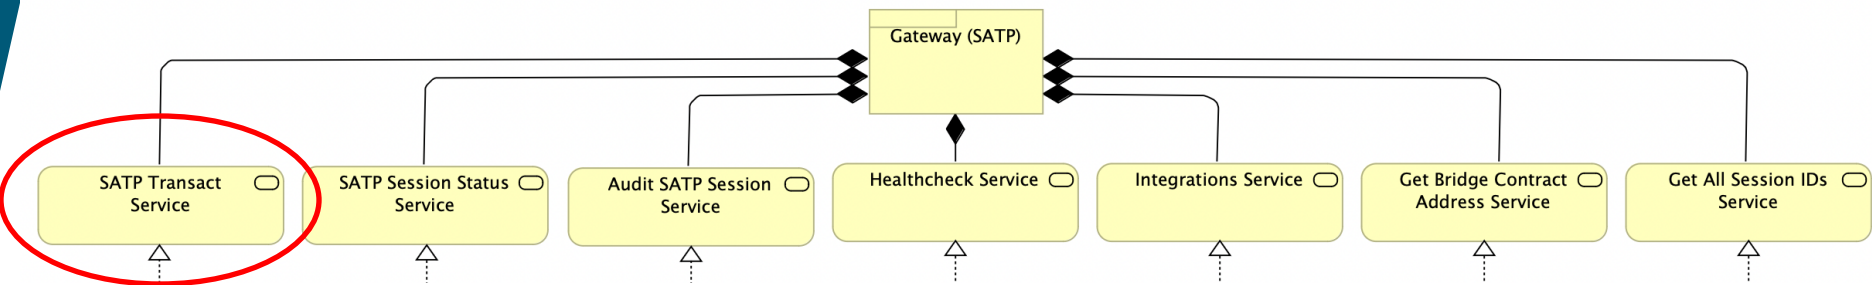 Gateway (SATP)
SATP Transact
Service
SATP Session Status
Service
Audit SATP Session
Service
Healthcheck Service
Integrations Service
Get Bridge Contract
Address Service
Get All Session IDs
Service